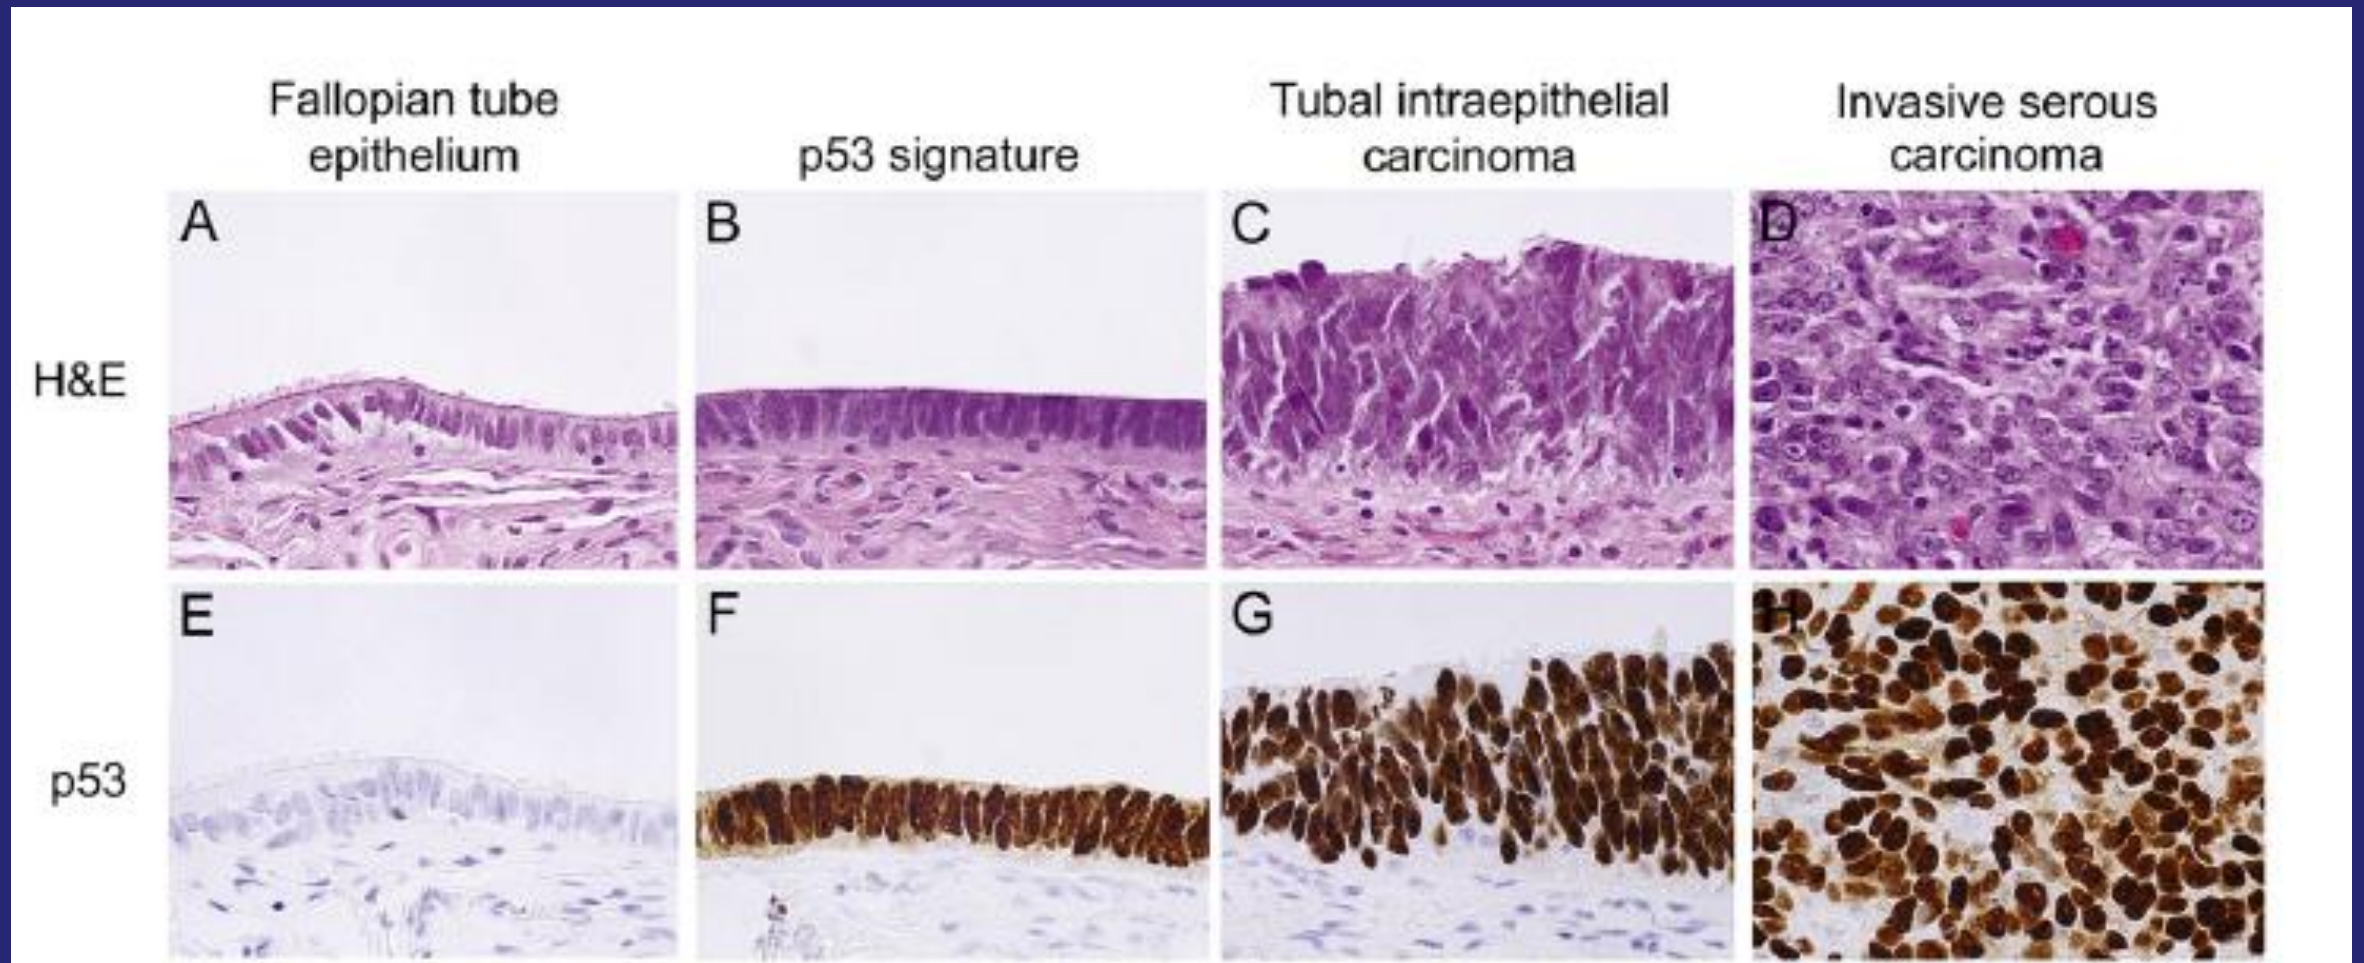 Fallopian tube
epithelium
p53 signature
Tubal intraepithelial
carcinoma
Invasive serous
carcinoma
H&E
A
B
C
D
p53
E
F
G
H